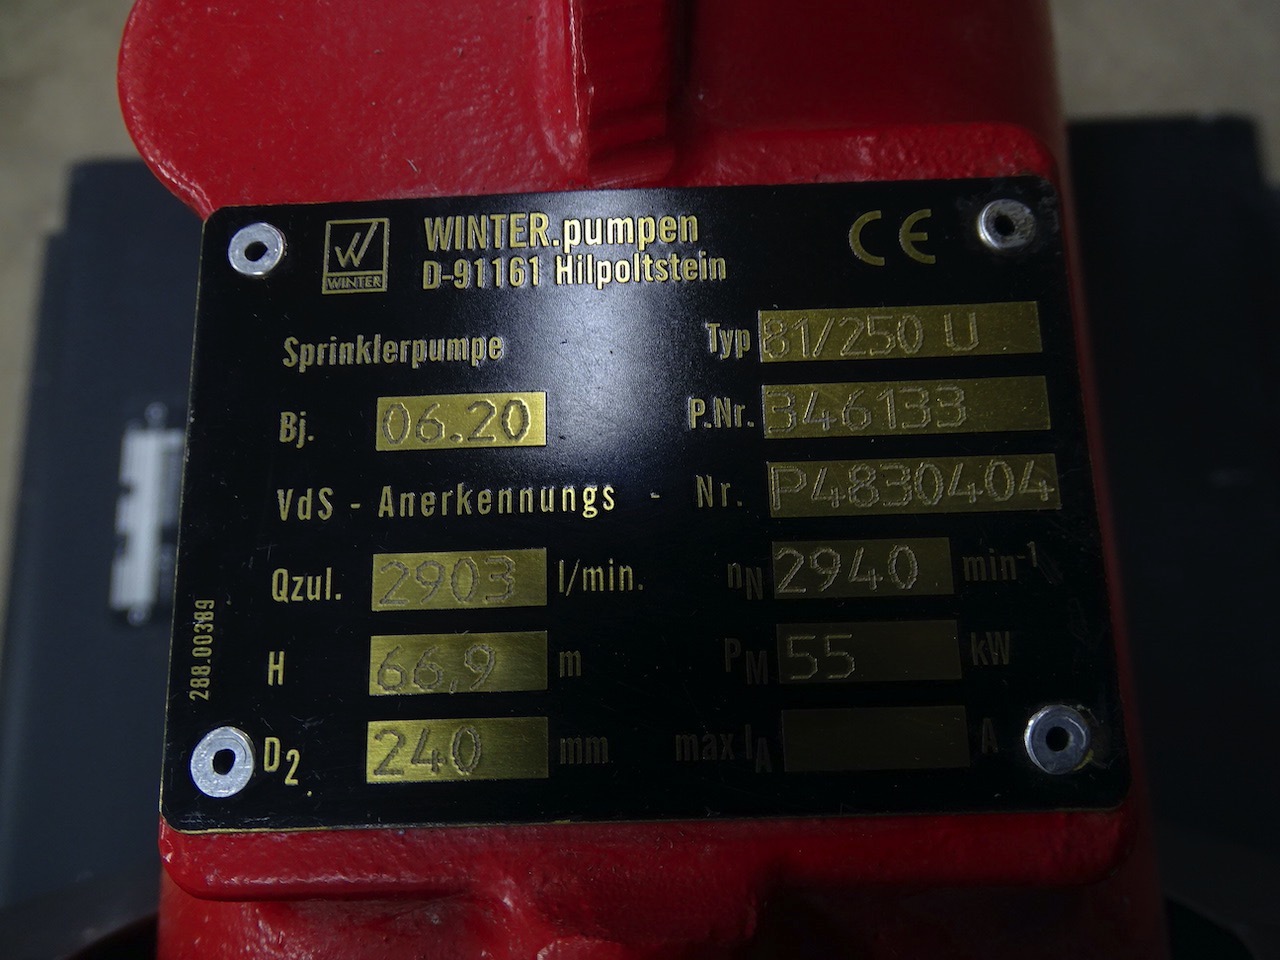 WINTER
WINTER.pumpen
D-91161 Hilpoltstein
CE
Sprinklerpumpe
Typ 81/250 U
Bj. 06.20
P.Nr. 346133
VdS - Anerkennungs - Nr. P4830404
Qzul. 2903 l/min.
nN 2940 min-1
H 66,9 m
PM 55 kW
D2 240 mm
max IA A
288.00389